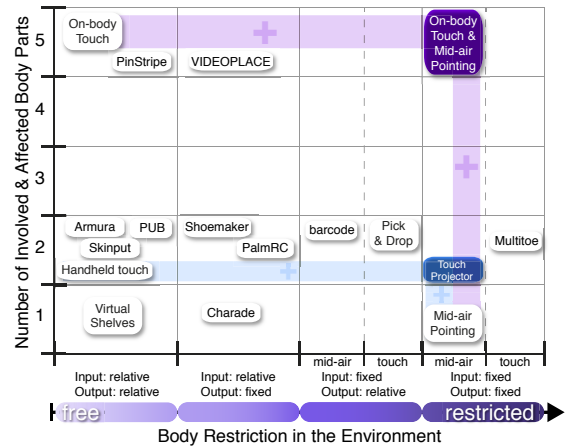 Number of Involved & Affected Body Parts
5
4
3
2
1
On-body
Touch
PinStripe
VIDEOPLACE
On-body
Touch &
Mid-air
Pointing
Armura
PUB
Skinput
Handheld touch
Shoemaker
PalmRC
barcode
Pick
& Drop
Touch
Projector
Multitoe
Virtual
Shelves
Charade
Mid-air
Pointing
mid-air
touch
mid-air
touch
Input: relative
Output: relative
Input: relative
Output: fixed
Input: fixed
Output: relative
Input: fixed
Output: fixed
free
restricted
Body Restriction in the Environment